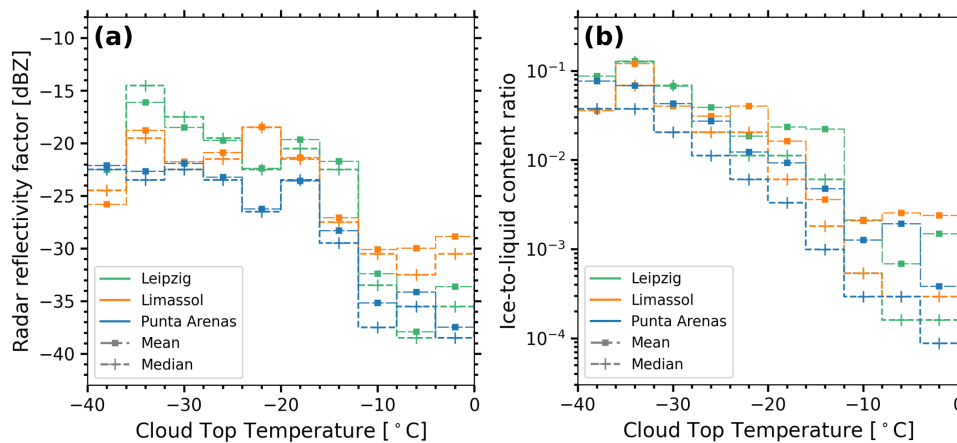 (a)
Radar reflectivity factor [dBZ]
−10
−15
−20
−25
−30
−35
−40
Leipzig
Limassol
Punta Arenas
Mean
Median
−40 −30 −20 −10 0
Cloud Top Temperature [°C]
(b)
Ice-to-liquid content ratio
10⁻¹
10⁻²
10⁻³
10⁻⁴
Leipzig
Limassol
Punta Arenas
Mean
Median
−40 −30 −20 −10 0
Cloud Top Temperature [°C]